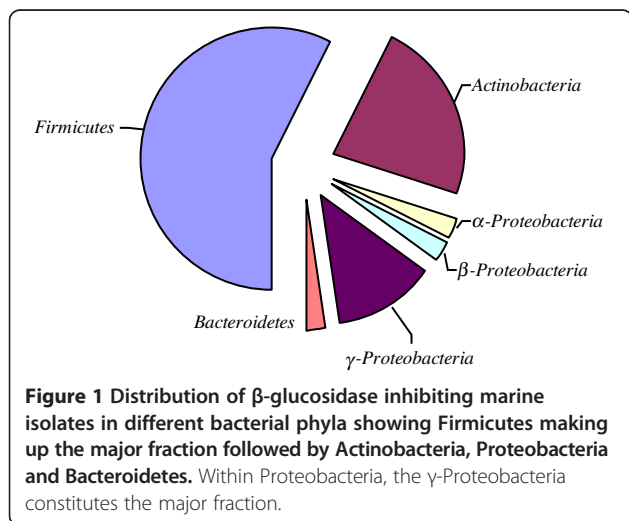 Actinobacteria
Firmicutes
α-Proteobacteria
β-Proteobacteria
Bacteroidetes
γ-Proteobacteria
Figure 1 Distribution of β-glucosidase inhibiting marine
isolates in different bacterial phyla showing Firmicutes making
up the major fraction followed by Actinobacteria, Proteobacteria
and Bacteroidetes. Within Proteobacteria, the γ-Proteobacteria
constitutes the major fraction.